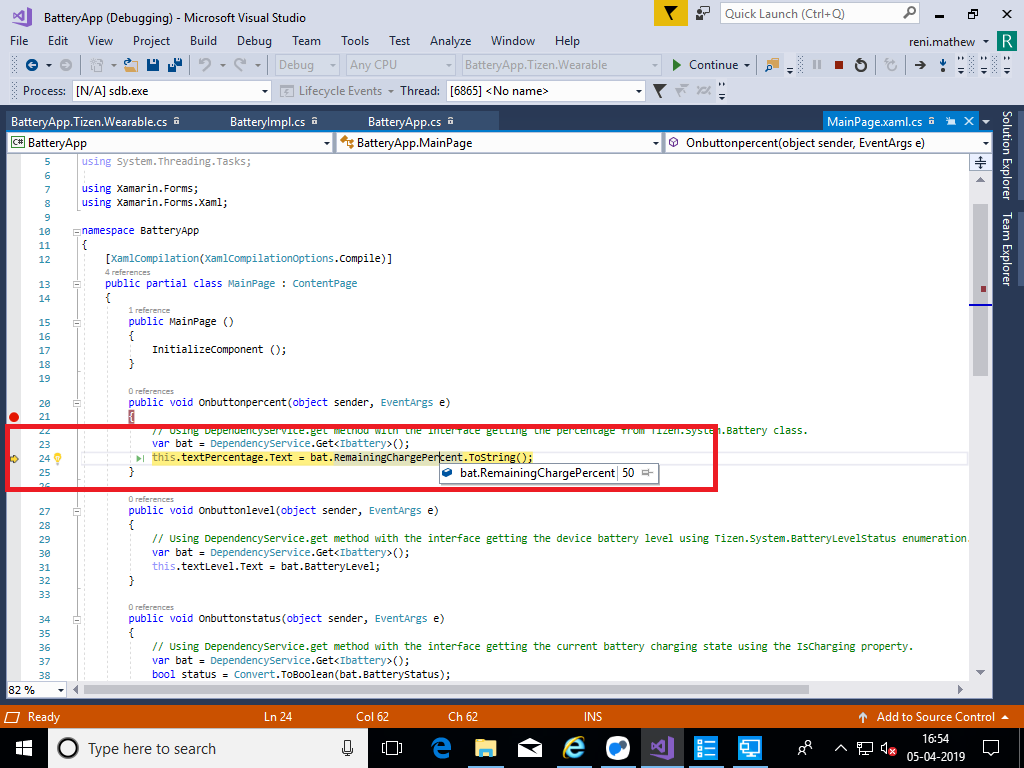 BatteryApp (Debugging) - Microsoft Visual Studio
Quick Launch (Ctrl+Q)
File Edit View Project Build Debug Team Tools Test Analyze Window Help
reni.mathew R
Debug Any CPU BatteryApp.Tizen.Wearable Continue
Process: [N/A] sdb.exe Lifecycle Events Thread: [6865] <No name>
BatteryApp.Tizen.Wearable.cs BatteryImpl.cs BatteryApp.cs MainPage.xaml.cs
C# BatteryApp BatteryApp.MainPage Onbuttonpercent(object sender, EventArgs e)
Solution Explorer
Team Explorer
5 using System.Threading.Tasks;
6
7 using Xamarin.Forms;
8 using Xamarin.Forms.Xaml;
9
10 namespace BatteryApp
11 {
12 [XamlCompilation(XamlCompilationOptions.Compile)]
4 references
13 public partial class MainPage : ContentPage
14 {
1 reference
15 public MainPage ()
16 {
17 InitializeComponent ();
18 }
19
0 references
20 public void Onbuttonpercent(object sender, EventArgs e)
21 {
22 // Using DependencyService.get method with the interface getting the percentage from Tizen.System.Battery class.
23 var bat = DependencyService.Get<Ibattery>();
24 this.textPercentage.Text = bat.RemainingChargePercent.ToString();
25 }
bat.RemainingChargePercent 50
26
0 references
27 public void Onbuttonlevel(object sender, EventArgs e)
28 {
29 // Using DependencyService.get method with the interface getting the device battery level using Tizen.System.BatteryLevelStatus enumeration.
30 var bat = DependencyService.Get<Ibattery>();
31 this.textLevel.Text = bat.BatteryLevel;
32 }
33
0 references
34 public void Onbuttonstatus(object sender, EventArgs e)
35 {
36 // Using DependencyService.get method with the interface getting the current battery charging state using the IsCharging property.
37 var bat = DependencyService.Get<Ibattery>();
38 bool status = Convert.ToBoolean(bat.BatteryStatus);
82 %
Ready Ln 24 Col 62 Ch 62 INS Add to Source Control
Type here to search
16:54
05-04-2019